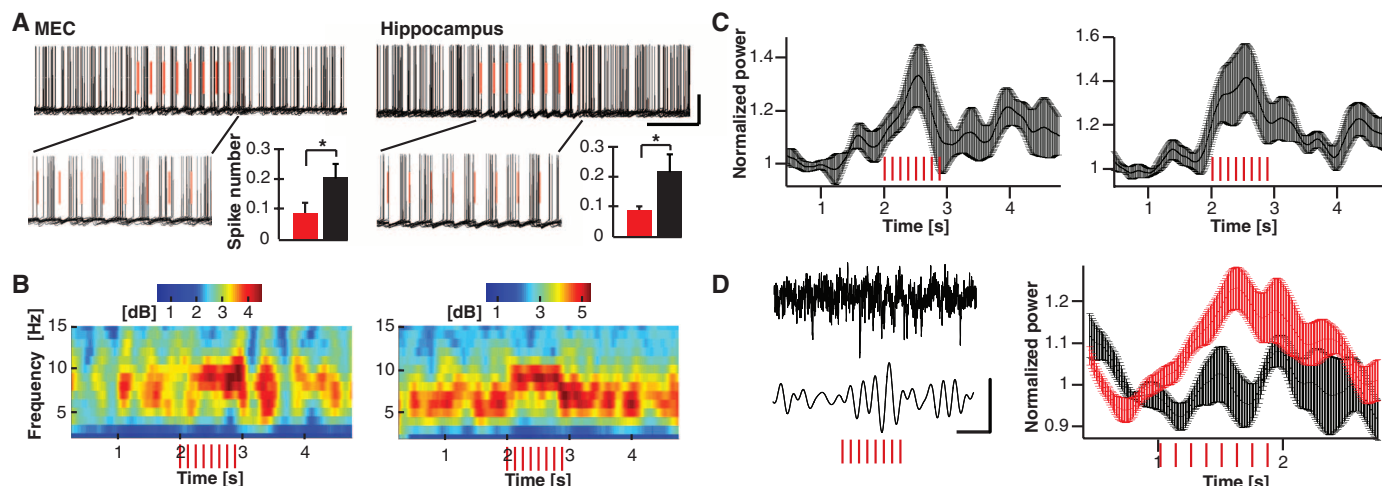 A
MEC
Hippocampus
Spike number
0.3
0.2
0.1
0
*
0.3
0.2
0.1
0
*
B
[dB] 1 2 3 4
Frequency [Hz]
15
10
5
1 2 3 4
Time [s]
[dB] 1 3 5
15
10
5
1 2 3 4
Time [s]
C
Normalized power
1.4
1.2
1
1 2 3 4
Time [s]
1.6
1.4
1.2
1
1 2 3 4
Time [s]
D
Normalized power
1.2
1.1
1.0
0.9
1 2
Time [s]